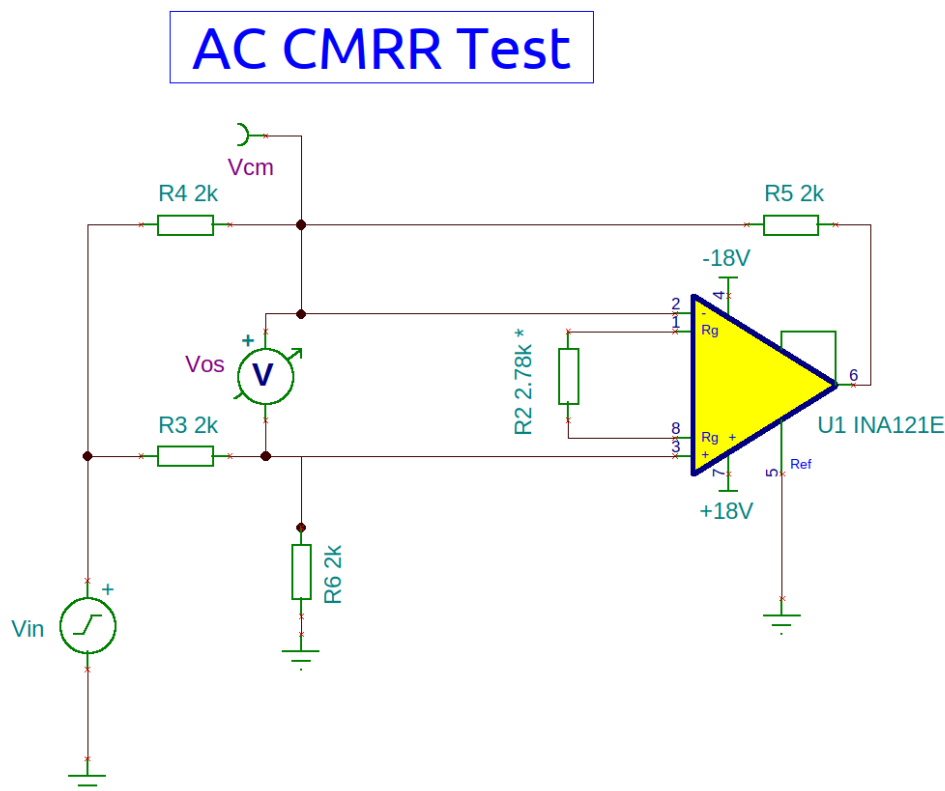 AC CMRR Test
Vcm
R4 2k
R5 2k
-18V
4
2
-
1
Rg
+
V
Vos
R2 2.78k *
6
U1 INA121E
R3 2k
8
Rg +
3
+
7
5
Ref
+18V
R6 2k
+
Vin